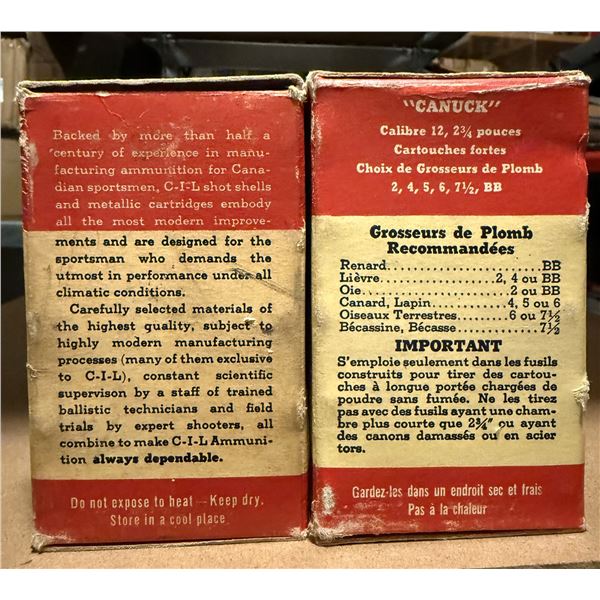 Backed by more than half a
century of experience in manu-
facturing ammunition for Cana-
dian sportsmen, C-I-L shot shells
and metallic cartridges embody
all the most modern improve-
ments and are designed for the
sportsman who demands the
utmost in performance under all
climatic conditions.
Carefully selected materials of
the highest quality, subject to
highly modern manufacturing
processes (many of them exclusive
to C-I-L), constant scientific
supervision by a staff of trained
ballistic technicians and field
trials by expert shooters, all
combine to make C-I-L Ammuni-
tion always dependable.
Do not expose to heat — Keep dry.
Store in a cool place
"CANUCK"
Calibre 12, 2¾ pouces
Cartouches fortes
Choix de Grosseurs de Plomb
2, 4, 5, 6, 7½, BB
Grosseurs de Plomb
Recommandées
Renard....................BB
Lièvre....................2, 4 ou BB
Oie....................2 ou BB
Canard, Lapin....................4, 5 ou 6
Oiseaux Terrestres....................6 ou 7½
Bécassine, Bécasse....................7½
IMPORTANT
S'emploie seulement dans les fusils
construits pour tirer des cartou-
ches à longue portée chargées de
poudre sans fumée. Ne les tirez
pas avec des fusils ayant une cham-
bre plus courte que 2¾" ou ayant
des canons damassés ou en acier
tors.
Gardez-les dans un endroit sec et frais
Pas à la chaleur